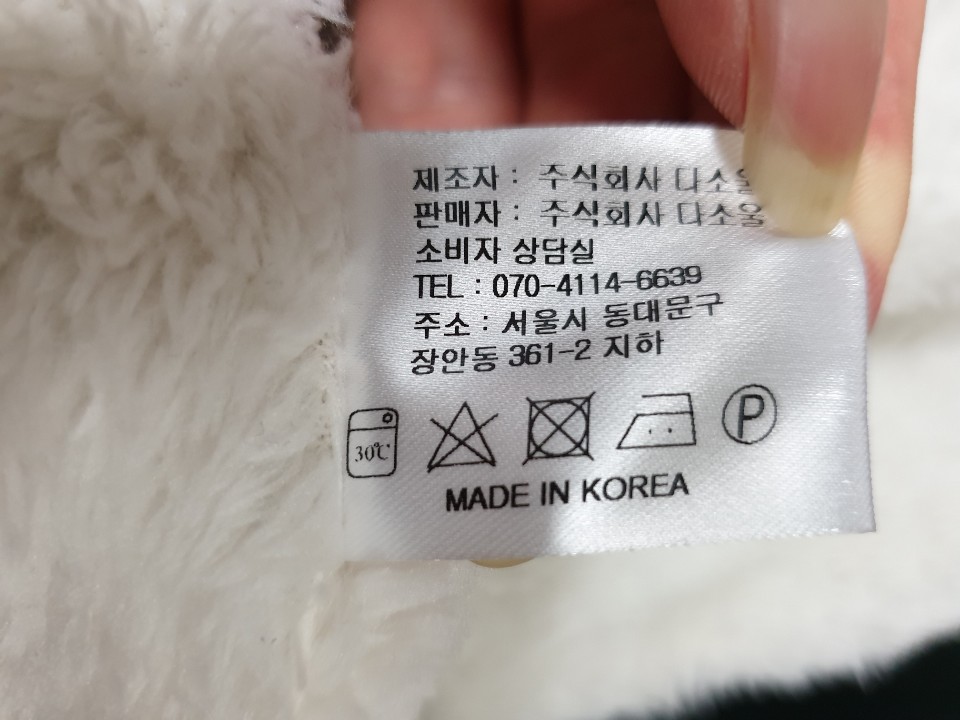 제조자 : 주식회사 다소울
판매자 : 주식회사 다소울
소비자 상담실
TEL : 070-4114-6639
주소 : 서울시 동대문구
장안동 361-2 지하
30℃ P
MADE IN KOREA